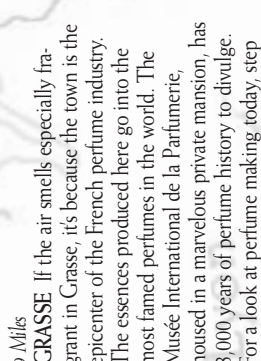 Miles
GRASSE If the air smells especially fra-
grant in Grasse, it's because the town is the
epicenter of the French perfume industry.
The essences produced here go into the
most famed perfumes in the world. The
Musée International de la Parfumerie,
housed in a marvelous private mansion, has
3,000 years of perfume history to divulge.
For a look at perfume making today, step